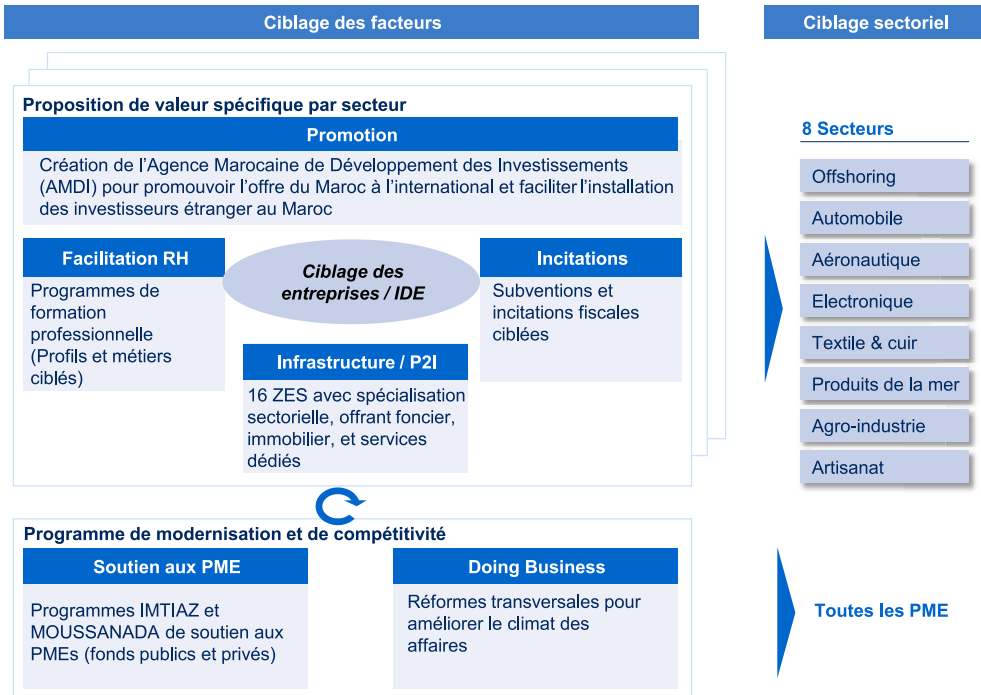 Ciblage des facteurs
Ciblage sectoriel
Proposition de valeur spécifique par secteur
Promotion
Création de l'Agence Marocaine de Développement des Investissements
(AMDI) pour promouvoir l'offre du Maroc à l'international et faciliter l'installation
des investisseurs étranger au Maroc
Facilitation RH
Programmes de
formation
professionnelle
(Profils et métiers
ciblés)
Ciblage des
entreprises / IDE
Incitations
Subventions et
incitations fiscales
ciblées
Infrastructure / P2I
16 ZES avec spécialisation
sectorielle, offrant foncier,
immobilier, et services
dédiés
8 Secteurs
Offshoring
Automobile
Aéronautique
Electronique
Textile & cuir
Produits de la mer
Agro-industrie
Artisanat
Programme de modernisation et de compétitivité
Soutien aux PME
Programmes IMTIAZ et
MOUSSANADA de soutien aux
PMEs (fonds publics et privés)
Doing Business
Réformes transversales pour
améliorer le climat des
affaires
Toutes les PME